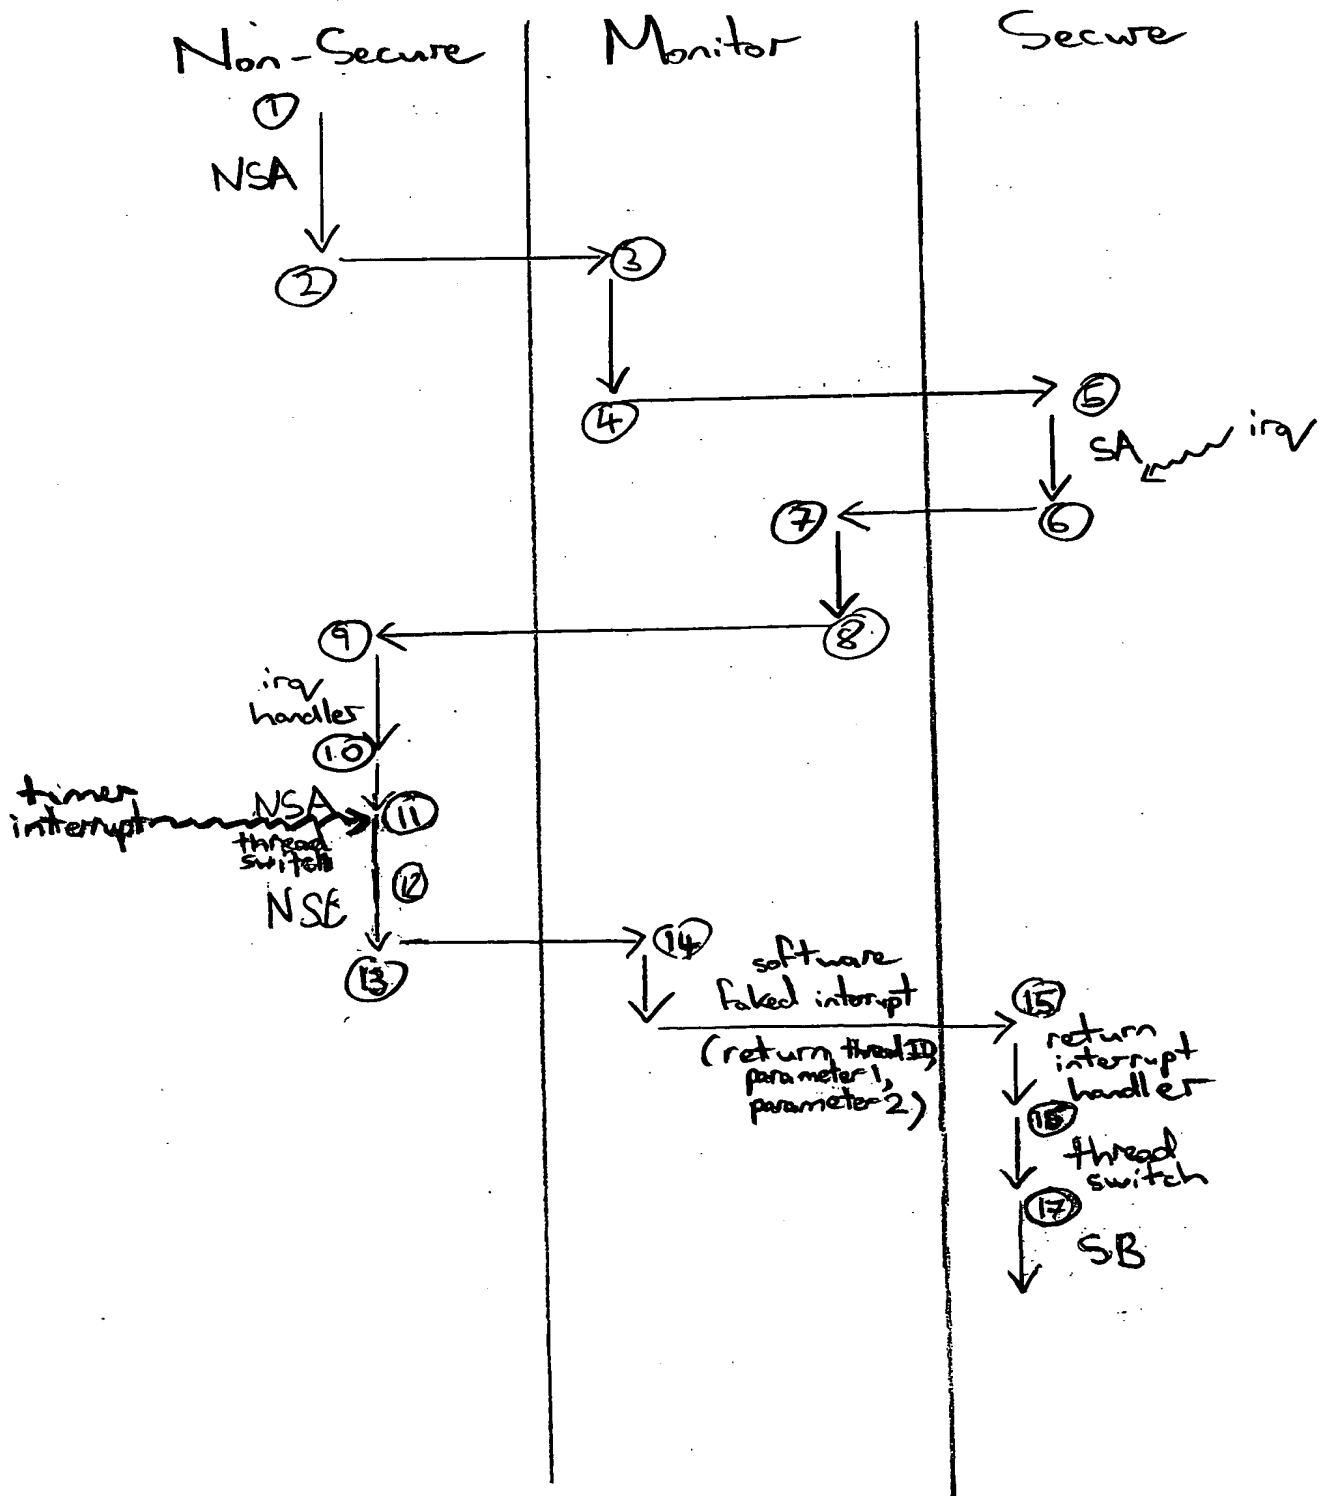 Non-Secure
Monitor
Secure
1
NSA
2
3
4
5
SA
irq
6
7
8
9
irq
handler
10
timer
interrupt
NSA
thread
switch
11
12
13
14
software
faked interrupt
(return thread ID,
parameter 1,
parameter 2)
15
return
interrupt
handler
16
thread
switch
17
SB